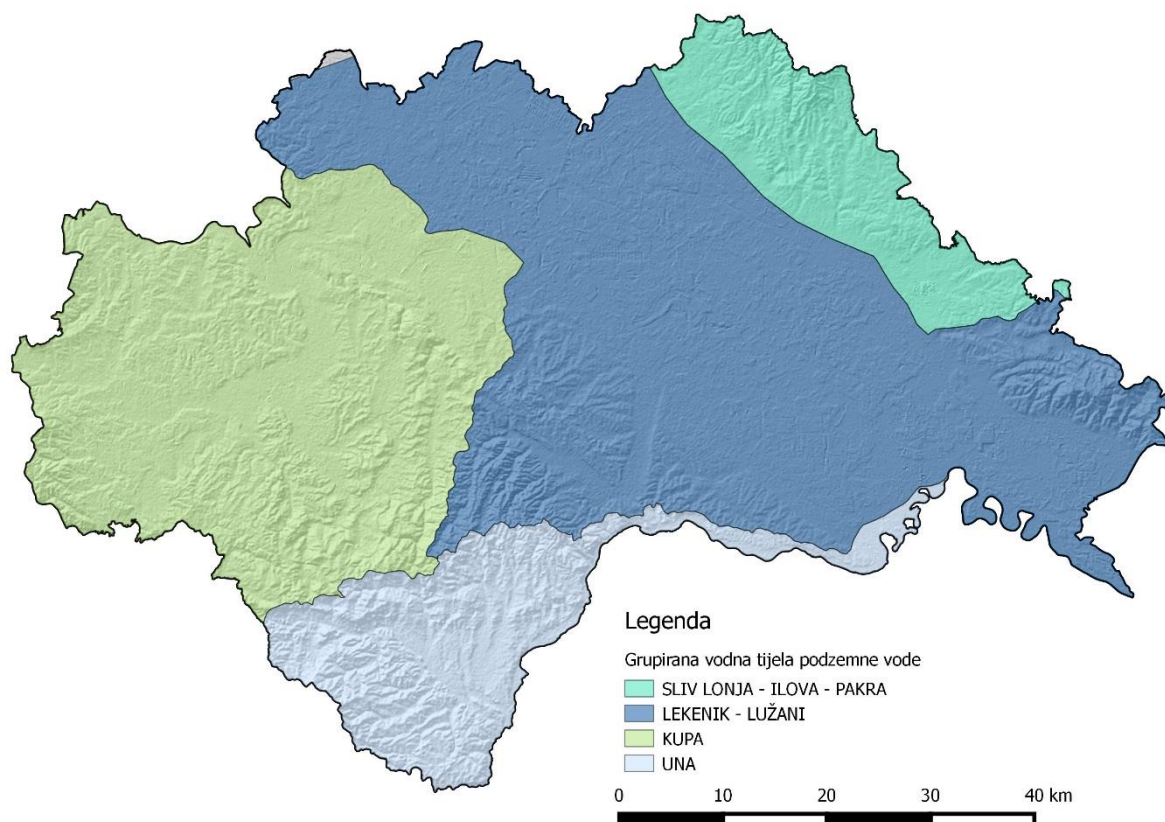 Legenda
Grupirana vodna tijela podzemne vode
SLIV LONJA - ILOVA - PAKRA
LEKENIK - LUŽANI
KUPA
UNA
0 10 20 30 40 km